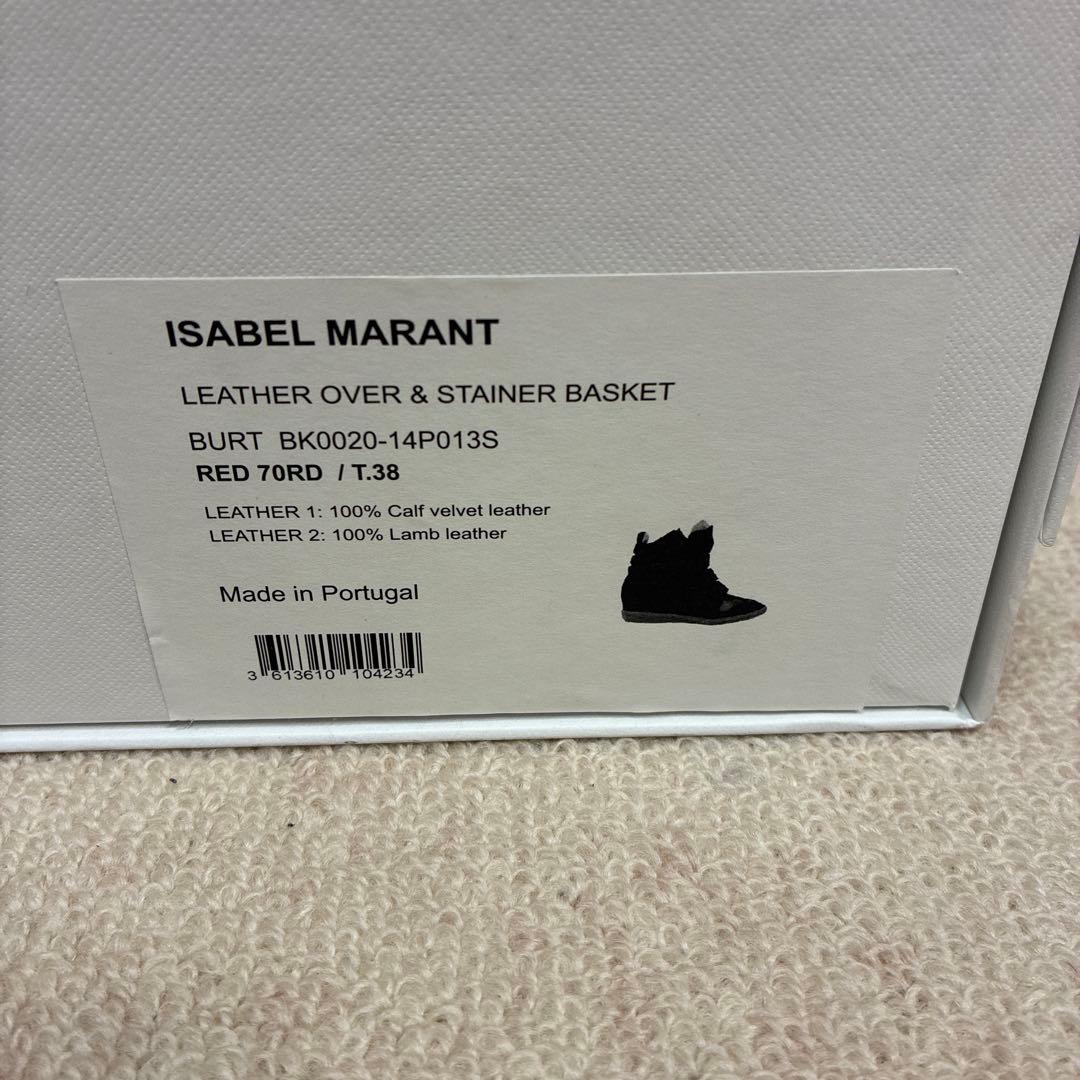 ISABEL MARANT
LEATHER OVER & STAINER BASKET
BURT BK0020-14P013S
RED 70RD / T.38
LEATHER 1: 100% Calf velvet leather
LEATHER 2: 100% Lamb leather
Made in Portugal
3 613610 104234